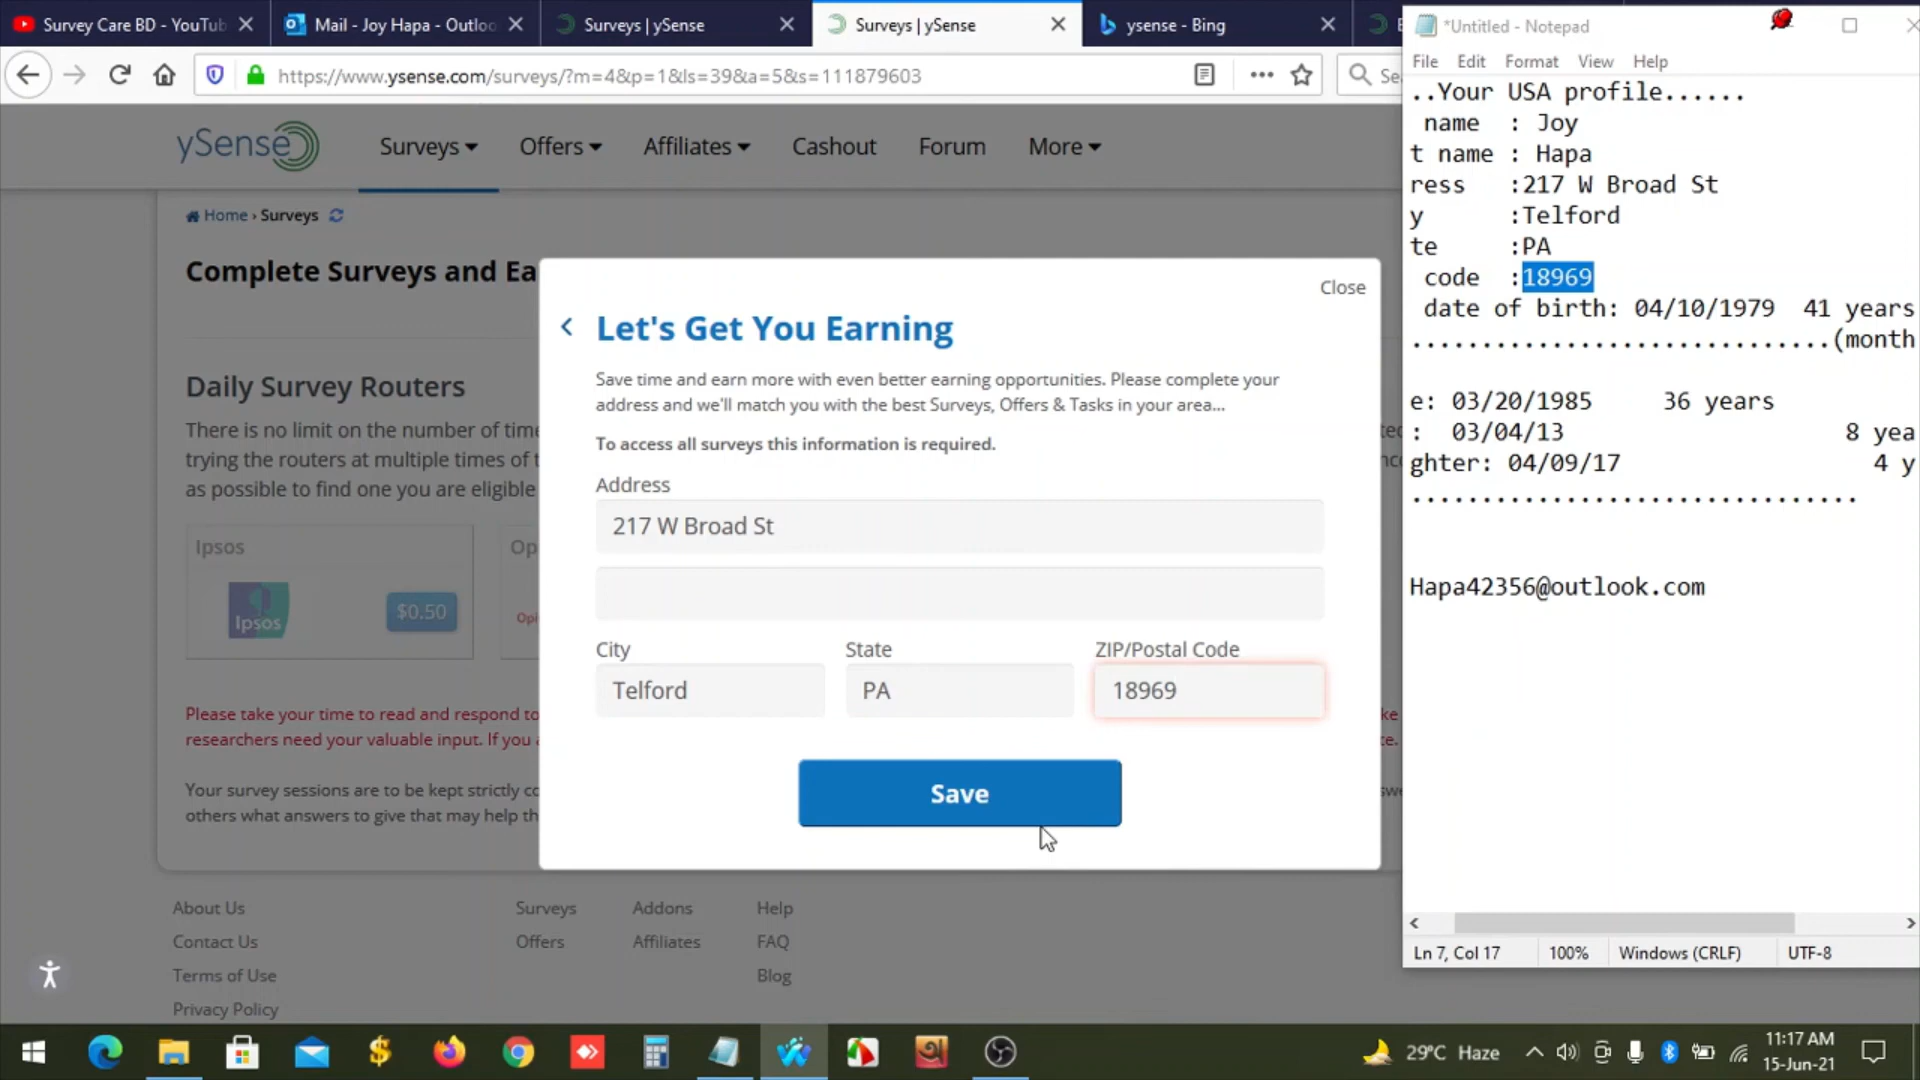 Survey Care BD - YouTub
Mail - Joy Hapa - Outloo
Surveys | ySense
Surveys | ySense
ysense - Bing
*Untitled - Notepad
https://www.ysense.com/surveys/?m=4&p=1&ls=39&a=5&s=111879603
File Edit Format View Help
..Your USA profile......
name : Joy
t name : Hapa
ress :217 W Broad St
y :Telford
te :PA
code :18969
date of birth: 04/10/1979 41 years
..............................(month
e: 03/20/1985 36 years
: 03/04/13 8 yea
ghter: 04/09/17 4 y
................................
Hapa42356@outlook.com
Ln 7, Col 17 100% Windows (CRLF) UTF-8
ySense
Surveys Offers Affiliates Cashout Forum More
Home › Surveys
Complete Surveys and Ea
Daily Survey Routers
There is no limit on the number of time
trying the routers at multiple times of t
as possible to find one you are eligible
Ipsos
Ipsos
$0.50
Op
Opi
Please take your time to read and respond to
researchers need your valuable input. If you a
Your survey sessions are to be kept strictly co
others what answers to give that may help th
Close
Let's Get You Earning
Save time and earn more with even better earning opportunities. Please complete your
address and we'll match you with the best Surveys, Offers & Tasks in your area...
To access all surveys this information is required.
Address
217 W Broad St
City State ZIP/Postal Code
Telford PA 18969
Save
About Us Surveys Addons Help
Contact Us Offers Affiliates FAQ
Terms of Use Blog
Privacy Policy
29°C Haze
11:17 AM
15-Jun-21